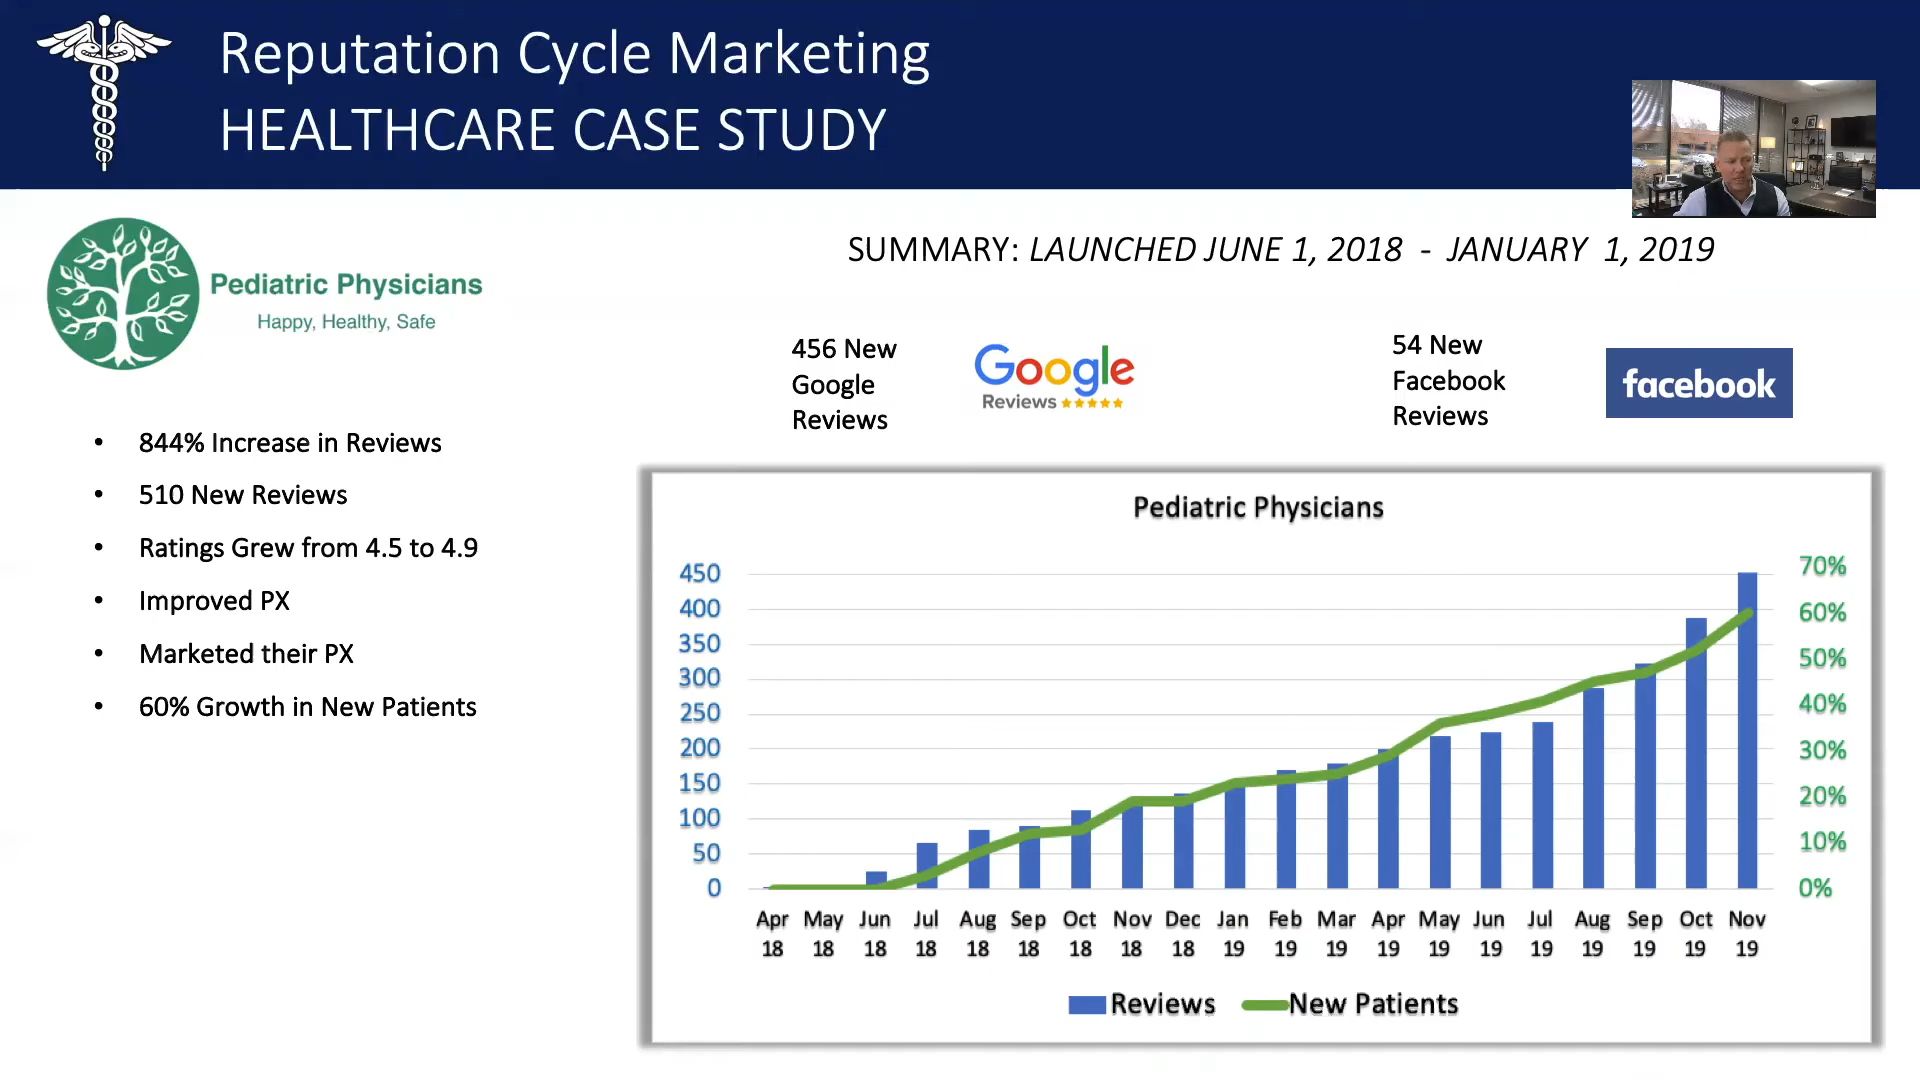 Reputation Cycle Marketing
HEALTHCARE CASE STUDY
Pediatric Physicians
Happy, Healthy, Safe
SUMMARY: LAUNCHED JUNE 1, 2018 - JANUARY 1, 2019
456 New
Google
Reviews
Google
Reviews
54 New
Facebook
Reviews
facebook
• 844% Increase in Reviews
• 510 New Reviews
• Ratings Grew from 4.5 to 4.9
• Improved PX
• Marketed their PX
• 60% Growth in New Patients
Pediatric Physicians
450
400
350
300
250
200
150
100
50
0
70%
60%
50%
40%
30%
20%
10%
0%
Apr May Jun Jul Aug Sep Oct Nov Dec Jan Feb Mar Apr May Jun Jul Aug Sep Oct Nov
18 18 18 18 18 18 18 18 18 19 19 19 19 19 19 19 19 19 19 19
Reviews New Patients